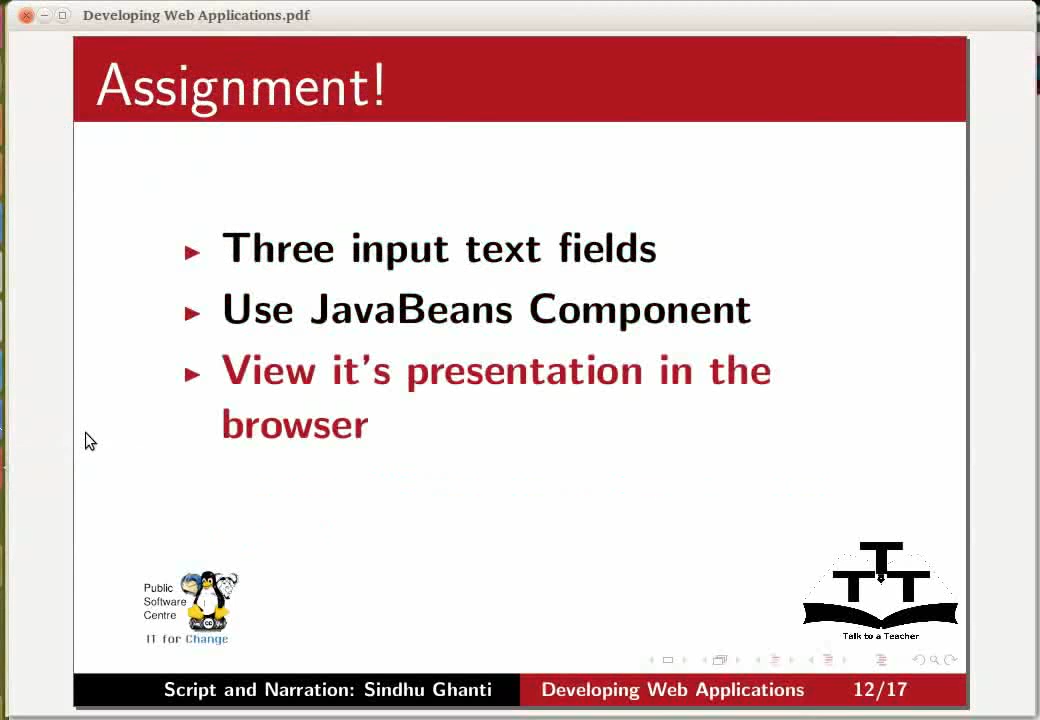 Developing Web Applications.pdf
Assignment!
Three input text fields
Use JavaBeans Component
View it's presentation in the
browser
Public
Software
Centre
IT for Change
TTT
Talk to a Teacher
Script and Narration: Sindhu Ghanti
Developing Web Applications
12/17